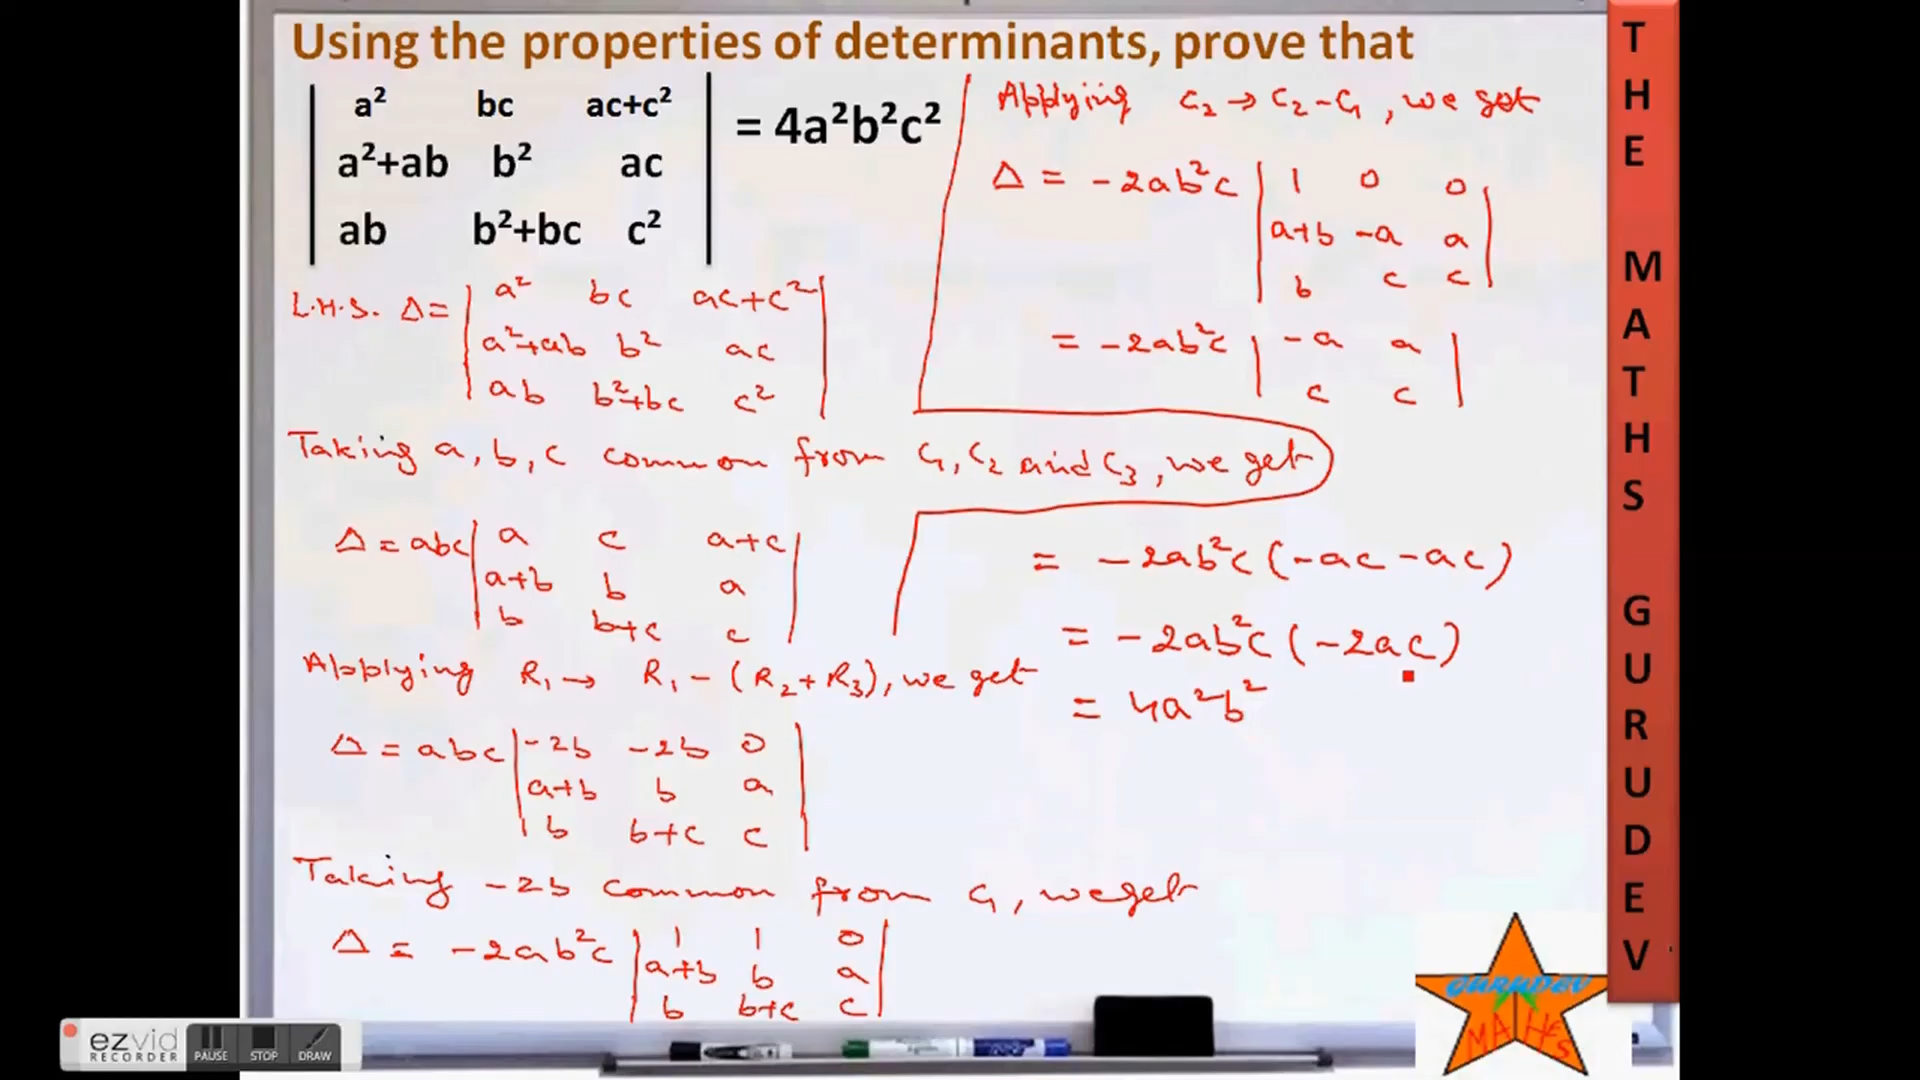 Using the properties of determinants, prove that
a² bc ac+c²
a²+ab b² ac = 4a²b²c²
ab b²+bc c²
L.H.S. Δ = | a² bc ac+c² |
| a²+ab b² ac |
| ab b²+bc c² |
Taking a, b, c common from C₁, C₂ and C₃, we get
Δ = abc | a c a+c |
| a+b b a |
| b b+c c |
Applying R₁ → R₁ - (R₂ + R₃), we get
Δ = abc | -2b -2b 0 |
| a+b b a |
| b b+c c |
Taking -2b common from C₁, we get
Δ = -2ab²c | 1 1 0 |
| a+b b a |
| b b+c c |
Applying C₂ → C₂ - C₁, we get
Δ = -2ab²c | 1 0 0 |
| a+b -a a |
| b c c |
= -2ab²c | -a a |
| c c |
= -2ab²c (-ac - ac)
= -2ab²c (-2ac)
= 4a²b²
THE MATHS GURUDEV
GURUDEV
MATHS
ezvid
RECORDER
PAUSE
STOP
DRAW